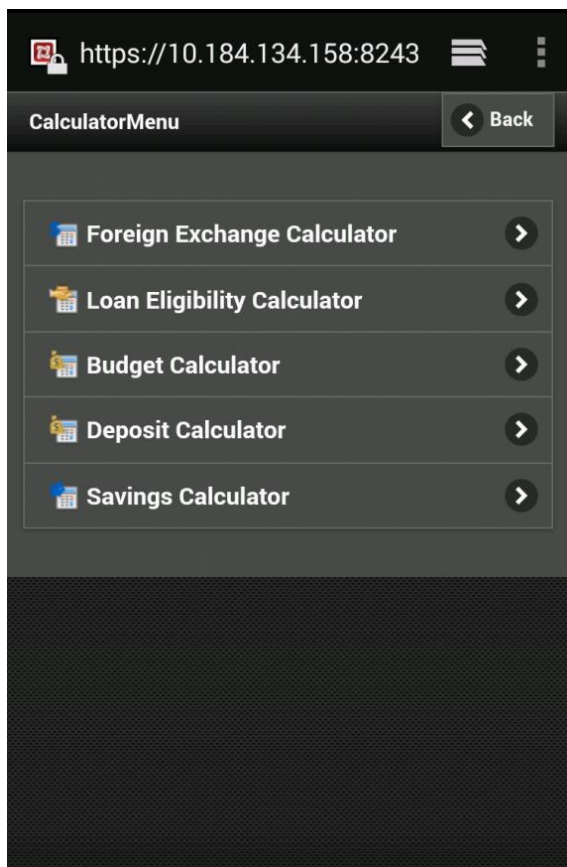 https://10.184.134.158:8243
CalculatorMenu
Back
Foreign Exchange Calculator
Loan Eligibility Calculator
Budget Calculator
Deposit Calculator
Savings Calculator